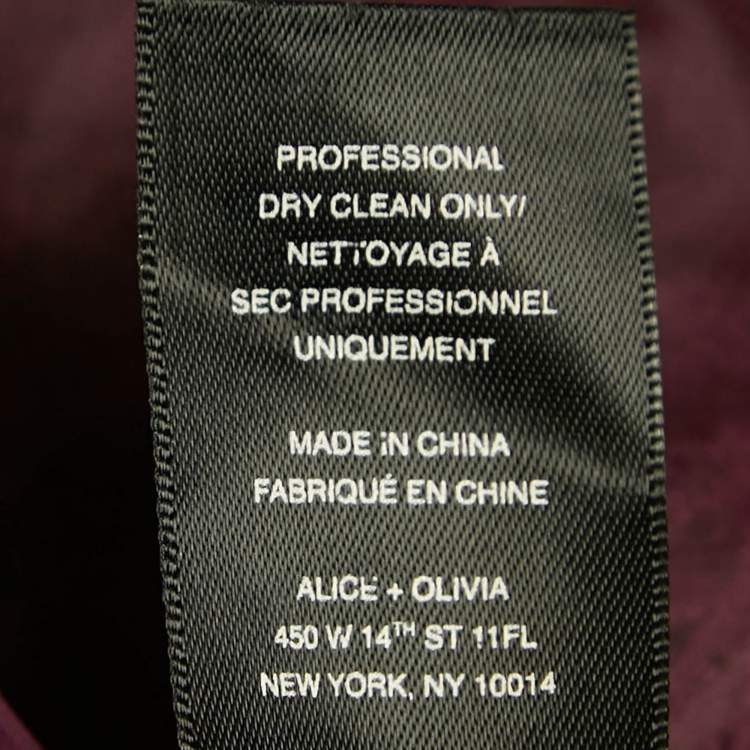 PROFESSIONAL
DRY CLEAN ONLY/
NETTOYAGE À
SEC PROFESSIONNEL
UNIQUEMENT
MADE IN CHINA
FABRIQUÉ EN CHINE
ALICE + OLIVIA
450 W 14TH ST 11FL
NEW YORK, NY 10014